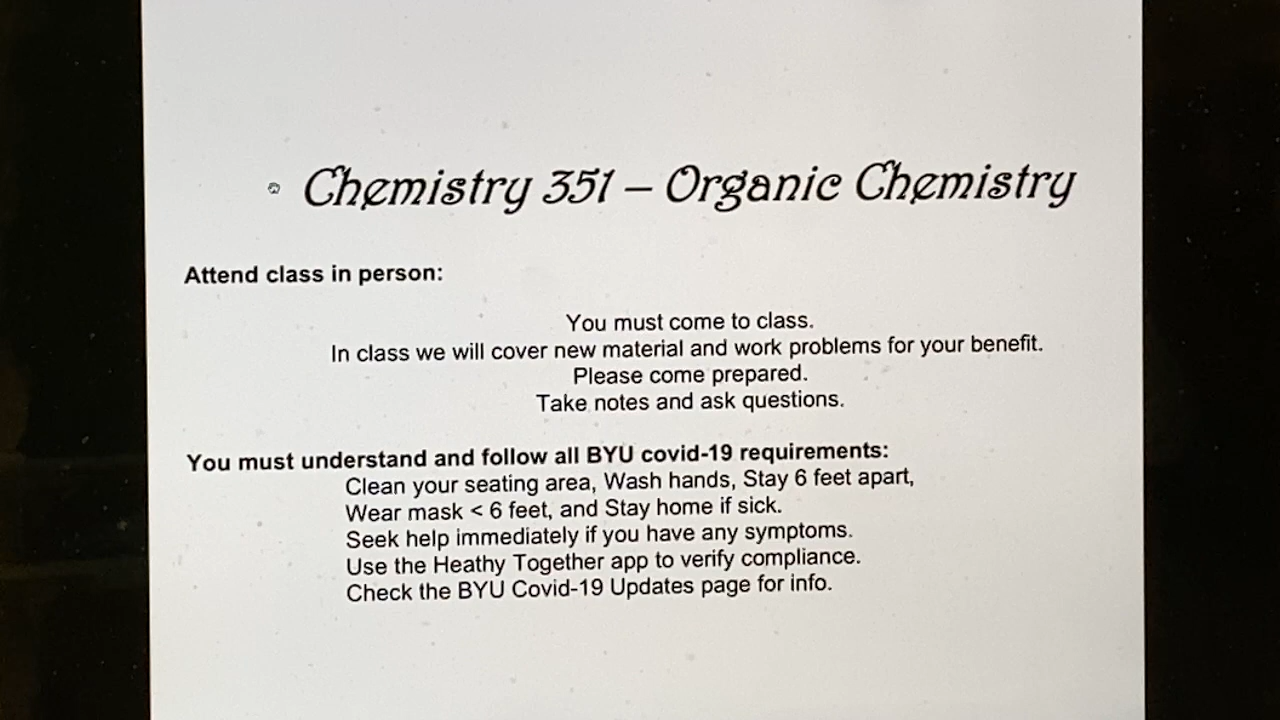 Chemistry 351 – Organic Chemistry
Attend class in person:
You must come to class.
In class we will cover new material and work problems for your benefit.
Please come prepared.
Take notes and ask questions.
You must understand and follow all BYU covid-19 requirements:
Clean your seating area, Wash hands, Stay 6 feet apart,
Wear mask < 6 feet, and Stay home if sick.
Seek help immediately if you have any symptoms.
Use the Heathy Together app to verify compliance.
Check the BYU Covid-19 Updates page for info.